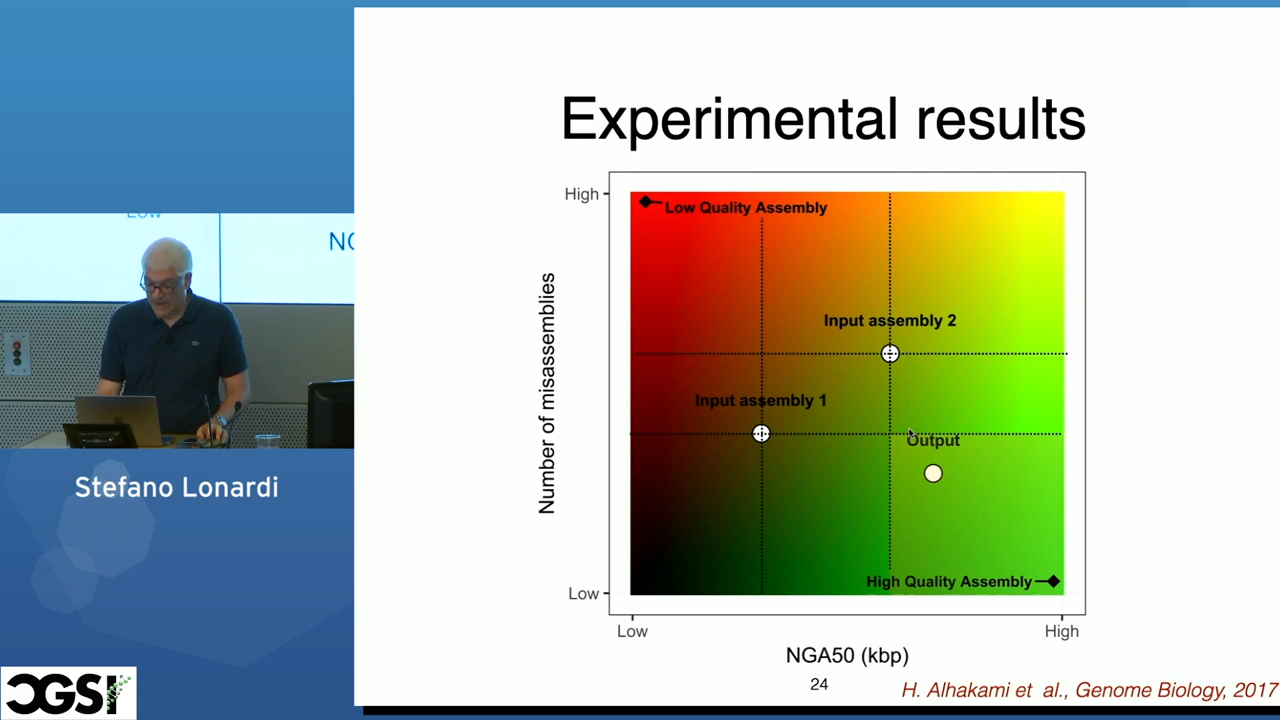 Experimental results
High
Low Quality Assembly
Input assembly 2
Input assembly 1
Output
High Quality Assembly
Low
Low
High
Number of misassemblies
NGA50 (kbp)
24
H. Alhakami et al., Genome Biology, 2017
Low
NG
Stefano Lonardi
CGSI